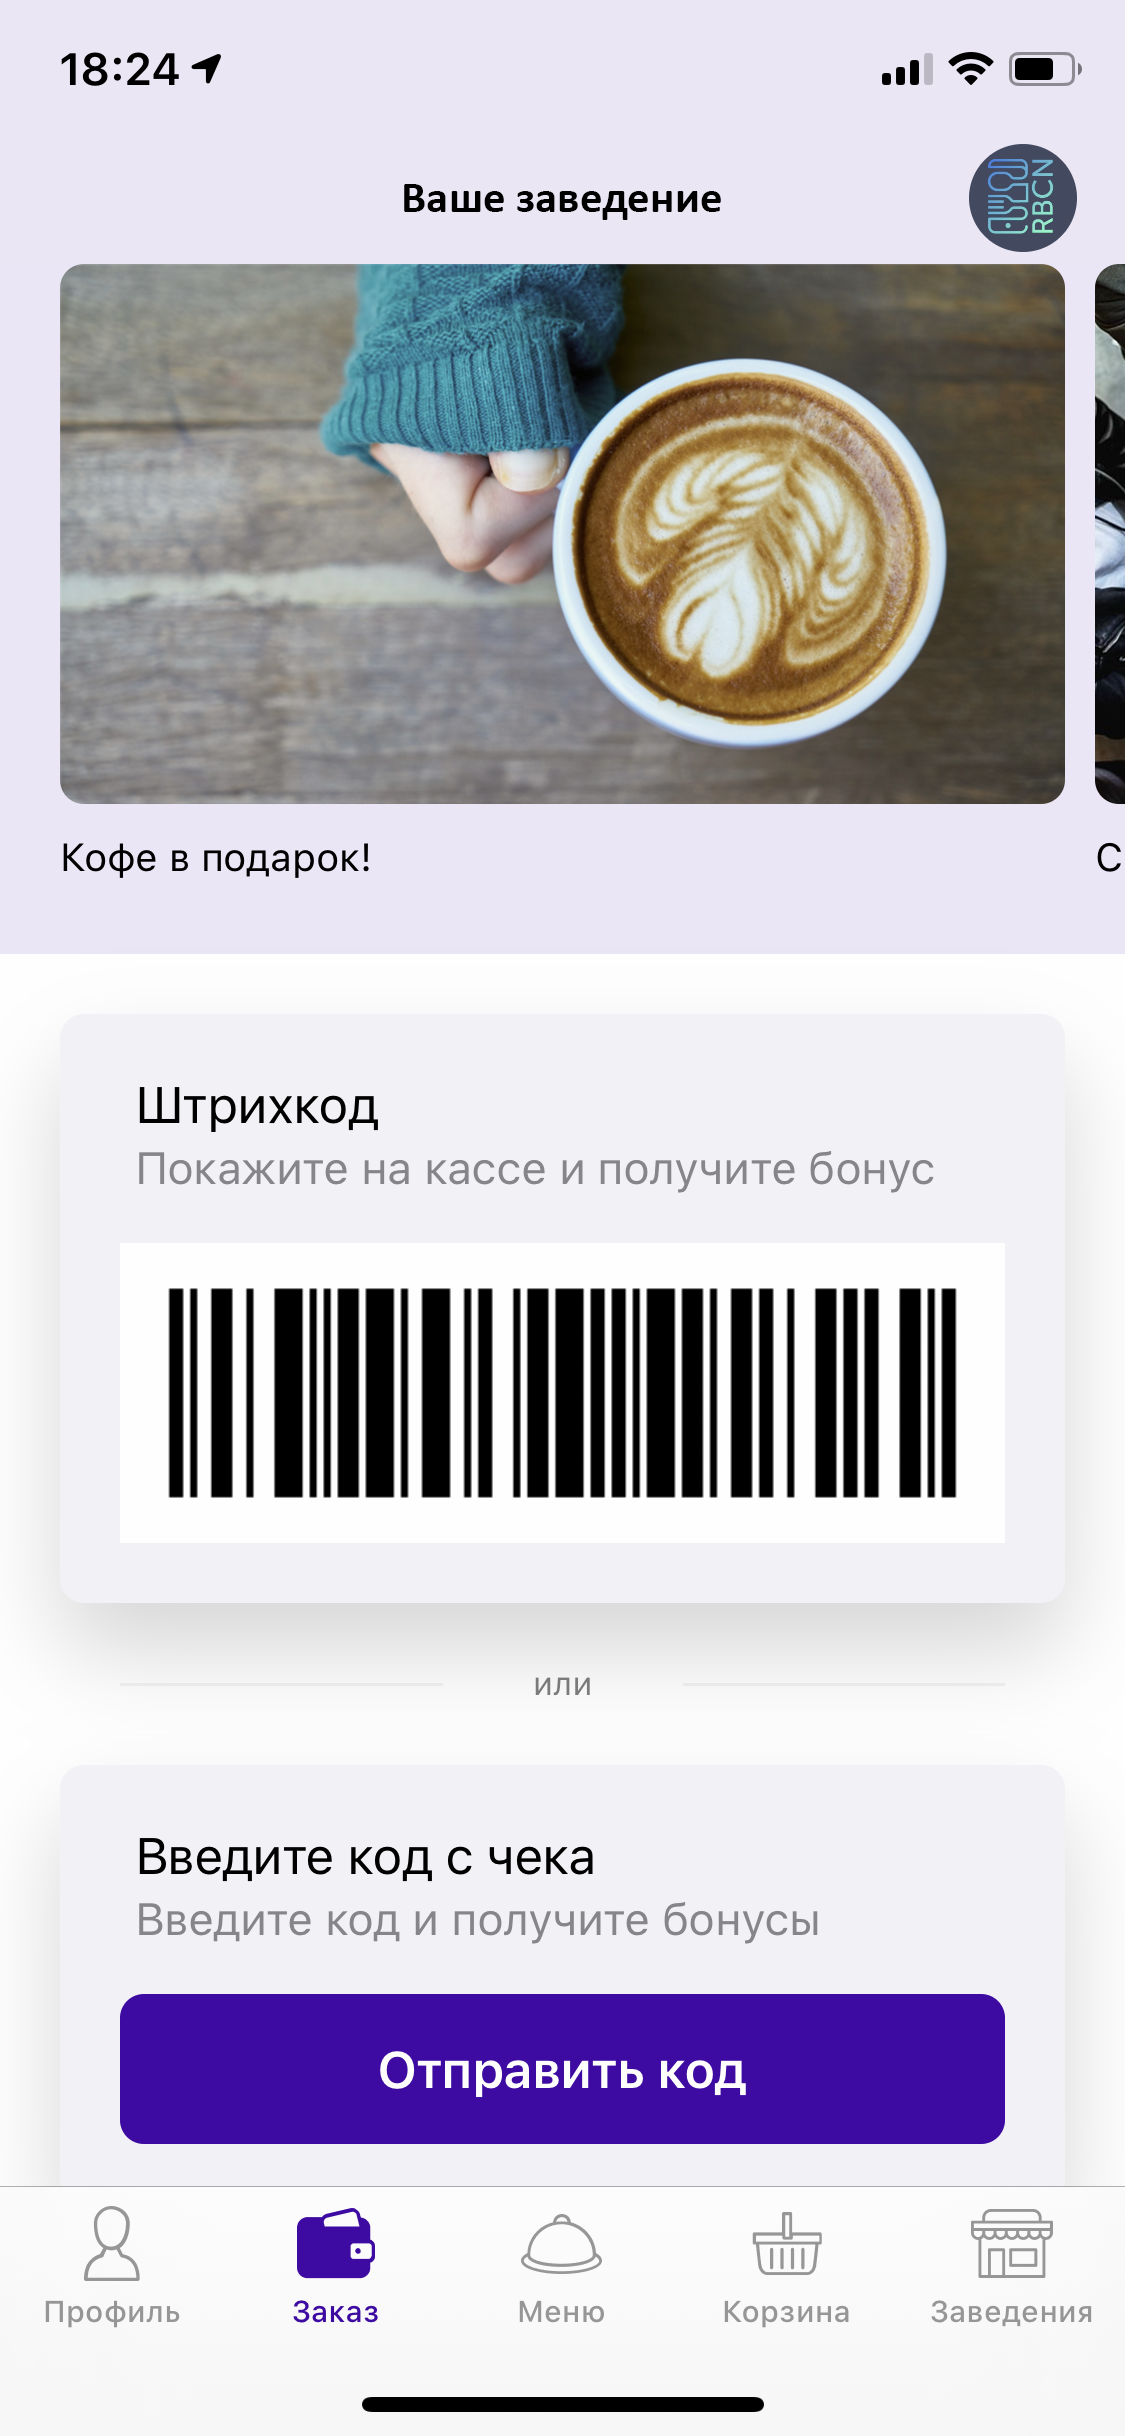 18:24
Ваше заведение
RBCN
Кофе в подарок!
С
Штрихкод
Покажите на кассе и получите бонус
или
Введите код с чека
Введите код и получите бонусы
Отправить код
Профиль
Заказ
Меню
Корзина
Заведения